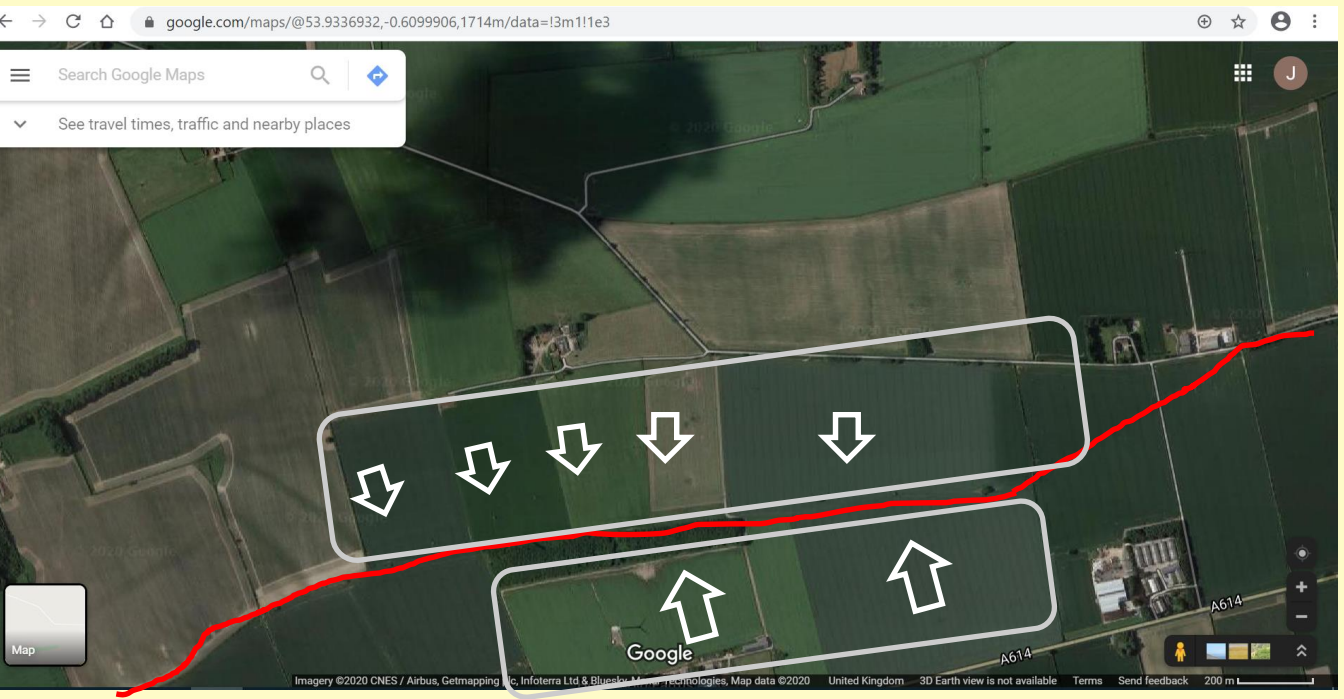 google.com/maps/@53.9336932,-0.6099906,1714m/data=!3m1!1e3
Search Google Maps
J
See travel times, traffic and nearby places
© 2020 Google
A614
Map
Google
A614
Imagery ©2020 CNES / Airbus, Getmapping plc, Infoterra Ltd & Bluesky, Maxar Technologies, Map data ©2020 United Kingdom 3D Earth view is not available Terms Send feedback 200 m